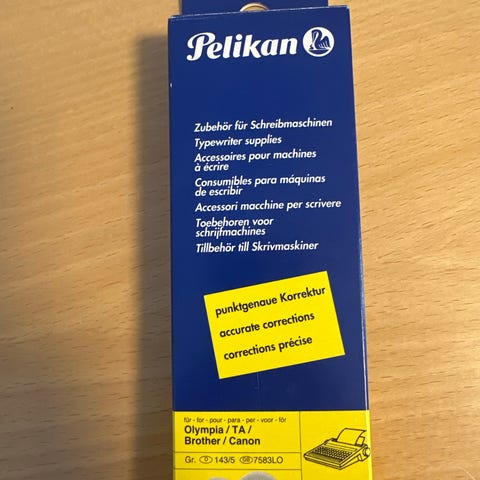 Pelikan
Zubehör für Schreibmaschinen
Typewriter supplies
Accessoires pour machines
à écrire
Consumibles para máquinas
de escribir
Accessori macchine per scrivere
Toebehoren voor
schrijfmachines
Tillbehör till Skrivmaskiner
punktgenaue Korrektur
accurate corrections
corrections précise
für - for - pour - para - per - voor - för
Olympia / TA /
Brother / Canon
Gr. D 143/5 GB 7583LO